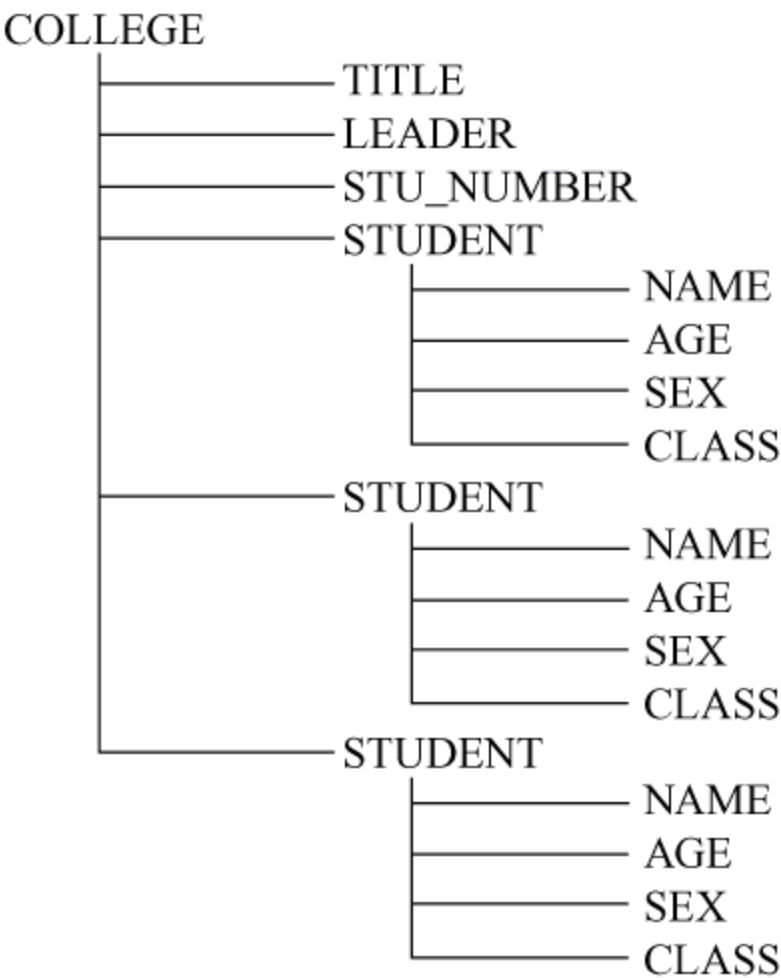 COLLEGE
TITLE
LEADER
STU_NUMBER
STUDENT
NAME
AGE
SEX
CLASS
STUDENT
NAME
AGE
SEX
CLASS
STUDENT
NAME
AGE
SEX
CLASS